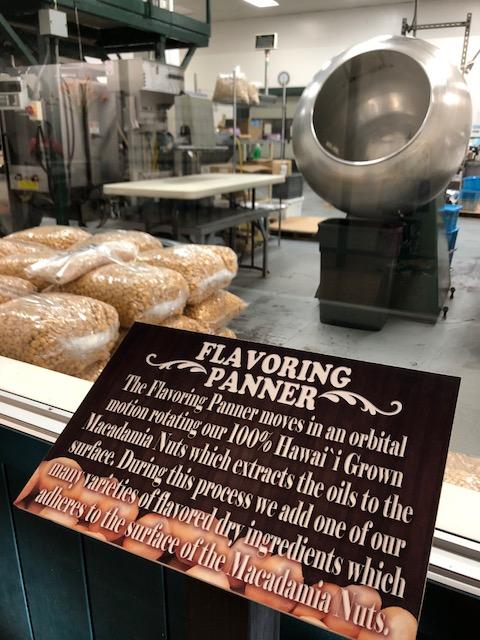 FLAVORING
PANNER
The Flavoring Panner moves in an orbital
motion rotating our 100% Hawai`i Grown
Macadamia Nuts which extracts the oils to the
surface. During this process we add one of our
many varieties of flavored dry ingredients which
adheres to the surface of the Macadamia Nuts.